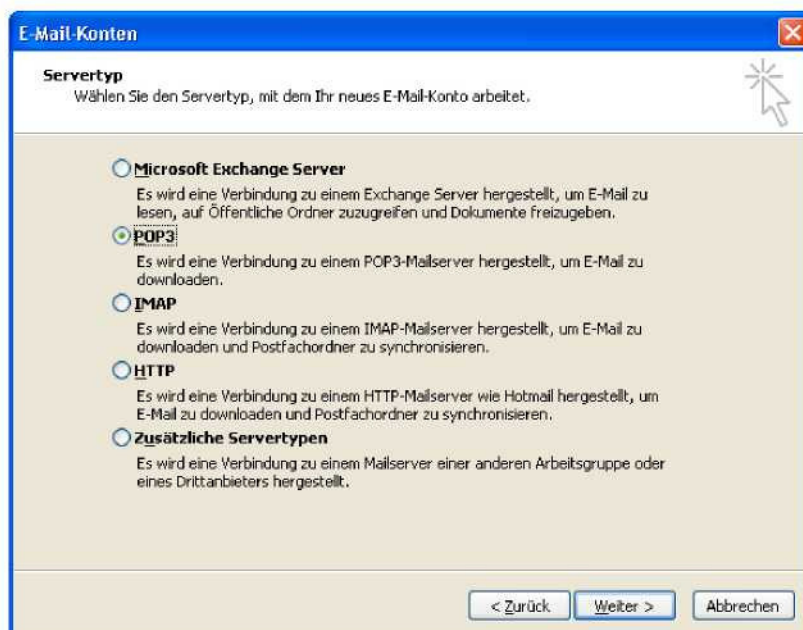 E-Mail-Konten
Servertyp
Wählen Sie den Servertyp, mit dem Ihr neues E-Mail-Konto arbeitet.
Microsoft Exchange Server
Es wird eine Verbindung zu einem Exchange Server hergestellt, um E-Mail zu
lesen, auf Öffentliche Ordner zuzugreifen und Dokumente freizugeben.
POP3
Es wird eine Verbindung zu einem POP3-Mailserver hergestellt, um E-Mail zu
downloaden.
IMAP
Es wird eine Verbindung zu einem IMAP-Mailserver hergestellt, um E-Mail zu
downloaden und Postfachordner zu synchronisieren.
HTTP
Es wird eine Verbindung zu einem HTTP-Mailserver wie Hotmail hergestellt, um
E-Mail zu downloaden und Postfachordner zu synchronisieren.
Zusätzliche Servertypen
Es wird eine Verbindung zu einem Mailserver einer anderen Arbeitsgruppe oder
eines Drittanbieters hergestellt.
< Zurück Weiter > Abbrechen